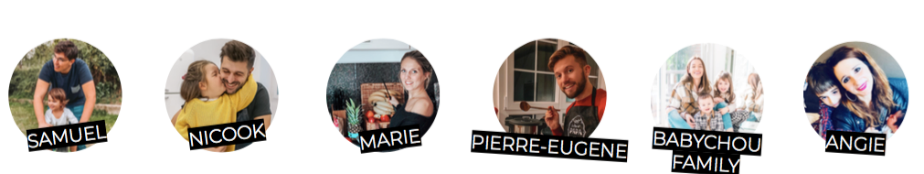 SAMUEL
NICOOK
MARIE
PIERRE-EUGENE
BABYCHOU
FAMILY
ANGIE